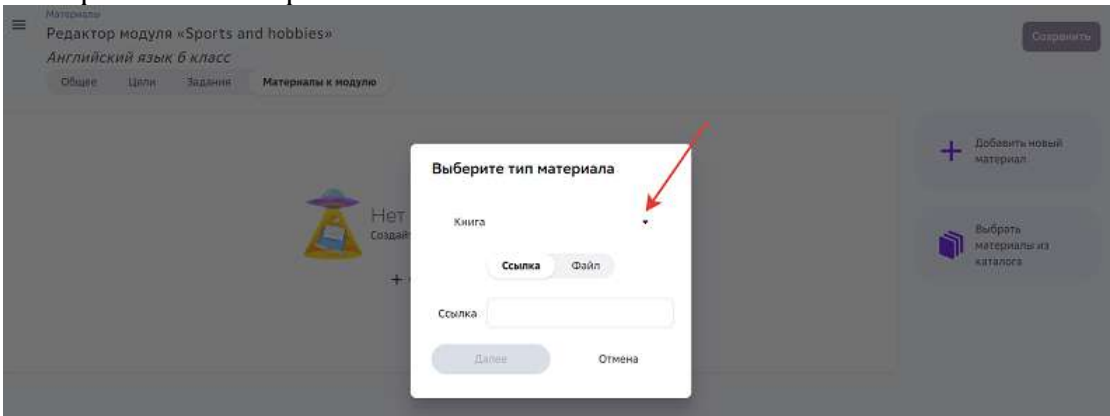 Материалы
Редактор модуля «Sports and hobbies»
Английский язык 6 класс
Общее Цели Задания Материалы к модулю
Сохранить
Добавить новый
материал
Выбрать
материалы из
каталога
Нет
Создай
+
Выберите тип материала
Книга
Ссылка Файл
Ссылка
Далее Отмена